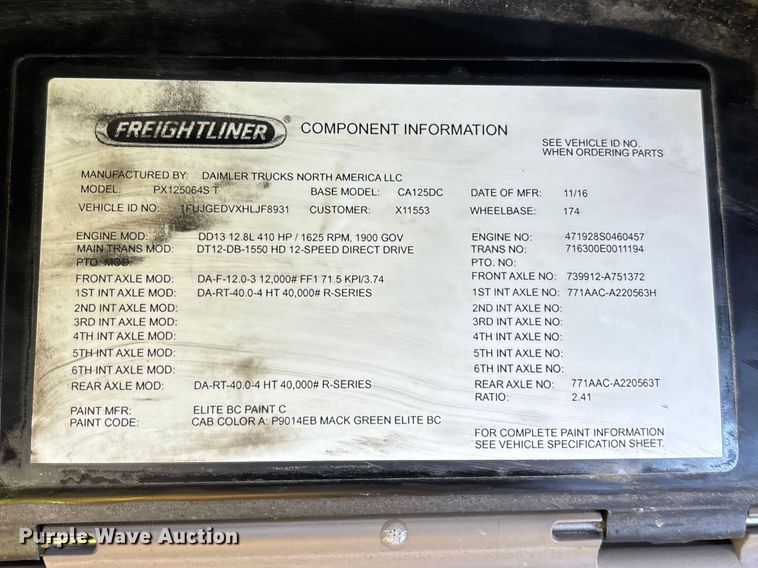 FREIGHTLINER ® COMPONENT INFORMATION
SEE VEHICLE ID NO.
WHEN ORDERING PARTS
MANUFACTURED BY: DAIMLER TRUCKS NORTH AMERICA LLC
MODEL: PX125064S T BASE MODEL: CA125DC DATE OF MFR: 11/16
VEHICLE ID NO: 1FUJGEDVXHLJF8931 CUSTOMER: X11553 WHEELBASE: 174
ENGINE MOD: DD13 12.8L 410 HP / 1625 RPM, 1900 GOV ENGINE NO: 471928S0460457
MAIN TRANS MOD: DT12-DB-1550 HD 12-SPEED DIRECT DRIVE TRANS NO: 716300E0011194
PTO MOD: PTO. NO:
FRONT AXLE MOD: DA-F-12.0-3 12,000# FF1 71.5 KPI/3.74 FRONT AXLE NO: 739912-A751372
1ST INT AXLE MOD: DA-RT-40.0-4 HT 40,000# R-SERIES 1ST INT AXLE NO: 771AAC-A220563H
2ND INT AXLE MOD: 2ND INT AXLE NO:
3RD INT AXLE MOD: 3RD INT AXLE NO:
4TH INT AXLE MOD: 4TH INT AXLE NO:
5TH INT AXLE MOD: 5TH INT AXLE NO:
6TH INT AXLE MOD: 6TH INT AXLE NO:
REAR AXLE MOD: DA-RT-40.0-4 HT 40,000# R-SERIES REAR AXLE NO: 771AAC-A220563T
RATIO: 2.41
PAINT MFR: ELITE BC PAINT C
PAINT CODE: CAB COLOR A: P9014EB MACK GREEN ELITE BC
FOR COMPLETE PAINT INFORMATION
SEE VEHICLE SPECIFICATION SHEET.
Purple Wave Auction